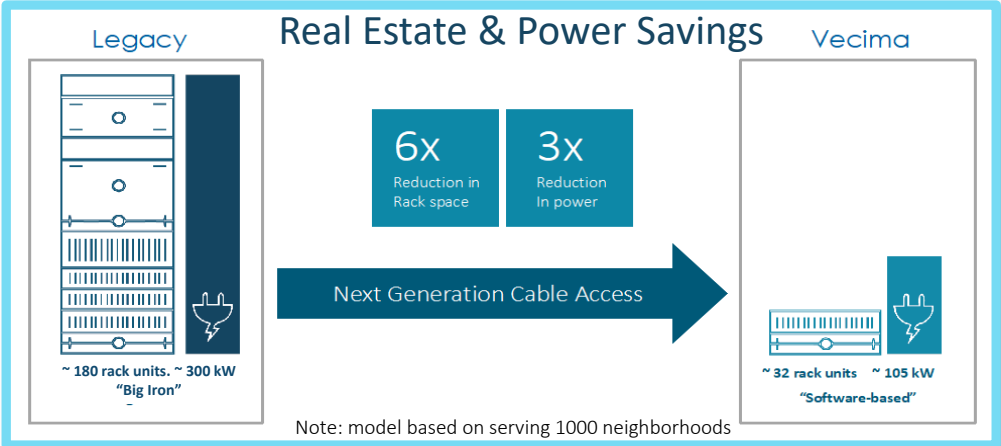 Real Estate & Power Savings
Legacy
Vecima
6x
Reduction in
Rack space
3x
Reduction
In power
Next Generation Cable Access
~ 180 rack units. ~ 300 kW
“Big Iron”
~ 32 rack units ~ 105 kW
“Software-based”
Note: model based on serving 1000 neighborhoods